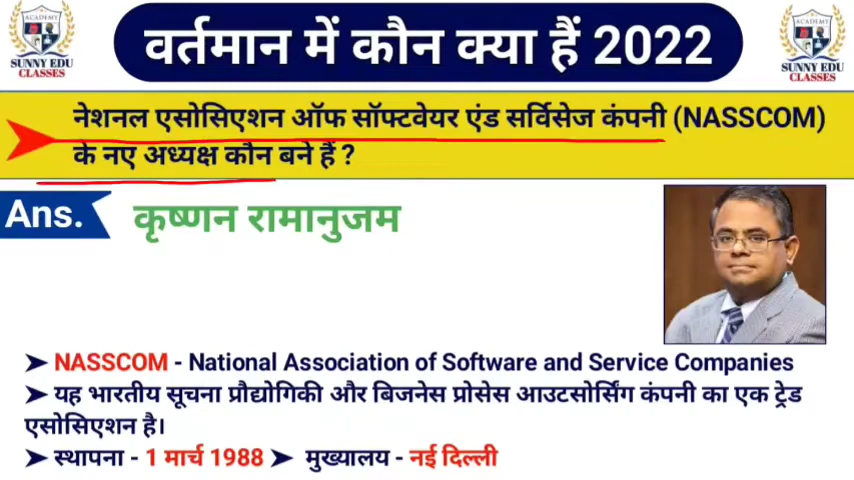 ACADEMY
SUNNY EDU
CLASSES
वर्तमान में कौन क्या हैं 2022
ACADEMY
SUNNY EDU
CLASSES
नेशनल एसोसिएशन ऑफ सॉफ्टवेयर एंड सर्विसेज कंपनी (NASSCOM)
के नए अध्यक्ष कौन बने हैं ?
Ans. कृष्णन रामानुजम
➤ NASSCOM - National Association of Software and Service Companies
➤ यह भारतीय सूचना प्रौद्योगिकी और बिजनेस प्रोसेस आउटसोर्सिंग कंपनी का एक ट्रेड
एसोसिएशन है।
➤ स्थापना - 1 मार्च 1988 ➤ मुख्यालय - नई दिल्ली